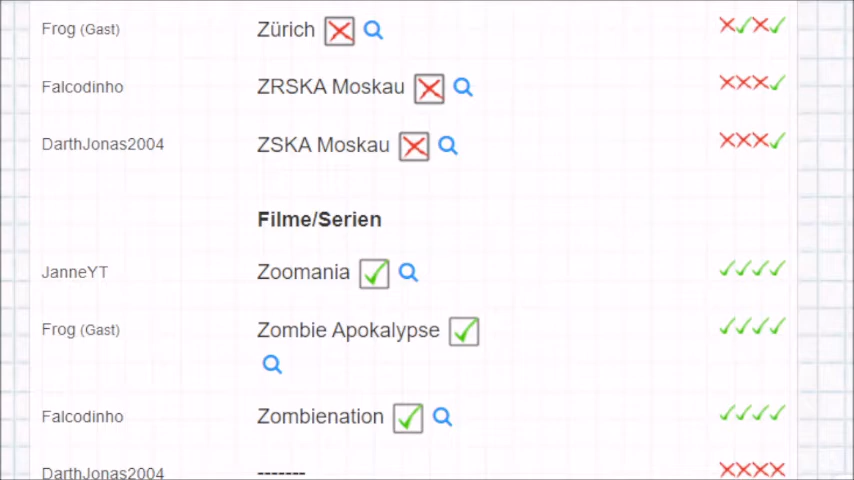 Frog (Gast) Zürich
Falcodinho ZRSKA Moskau
DarthJonas2004 ZSKA Moskau
Filme/Serien
JanneYT Zoomania
Frog (Gast) Zombie Apokalypse
Falcodinho Zombienation
DarthJonas2004 -------